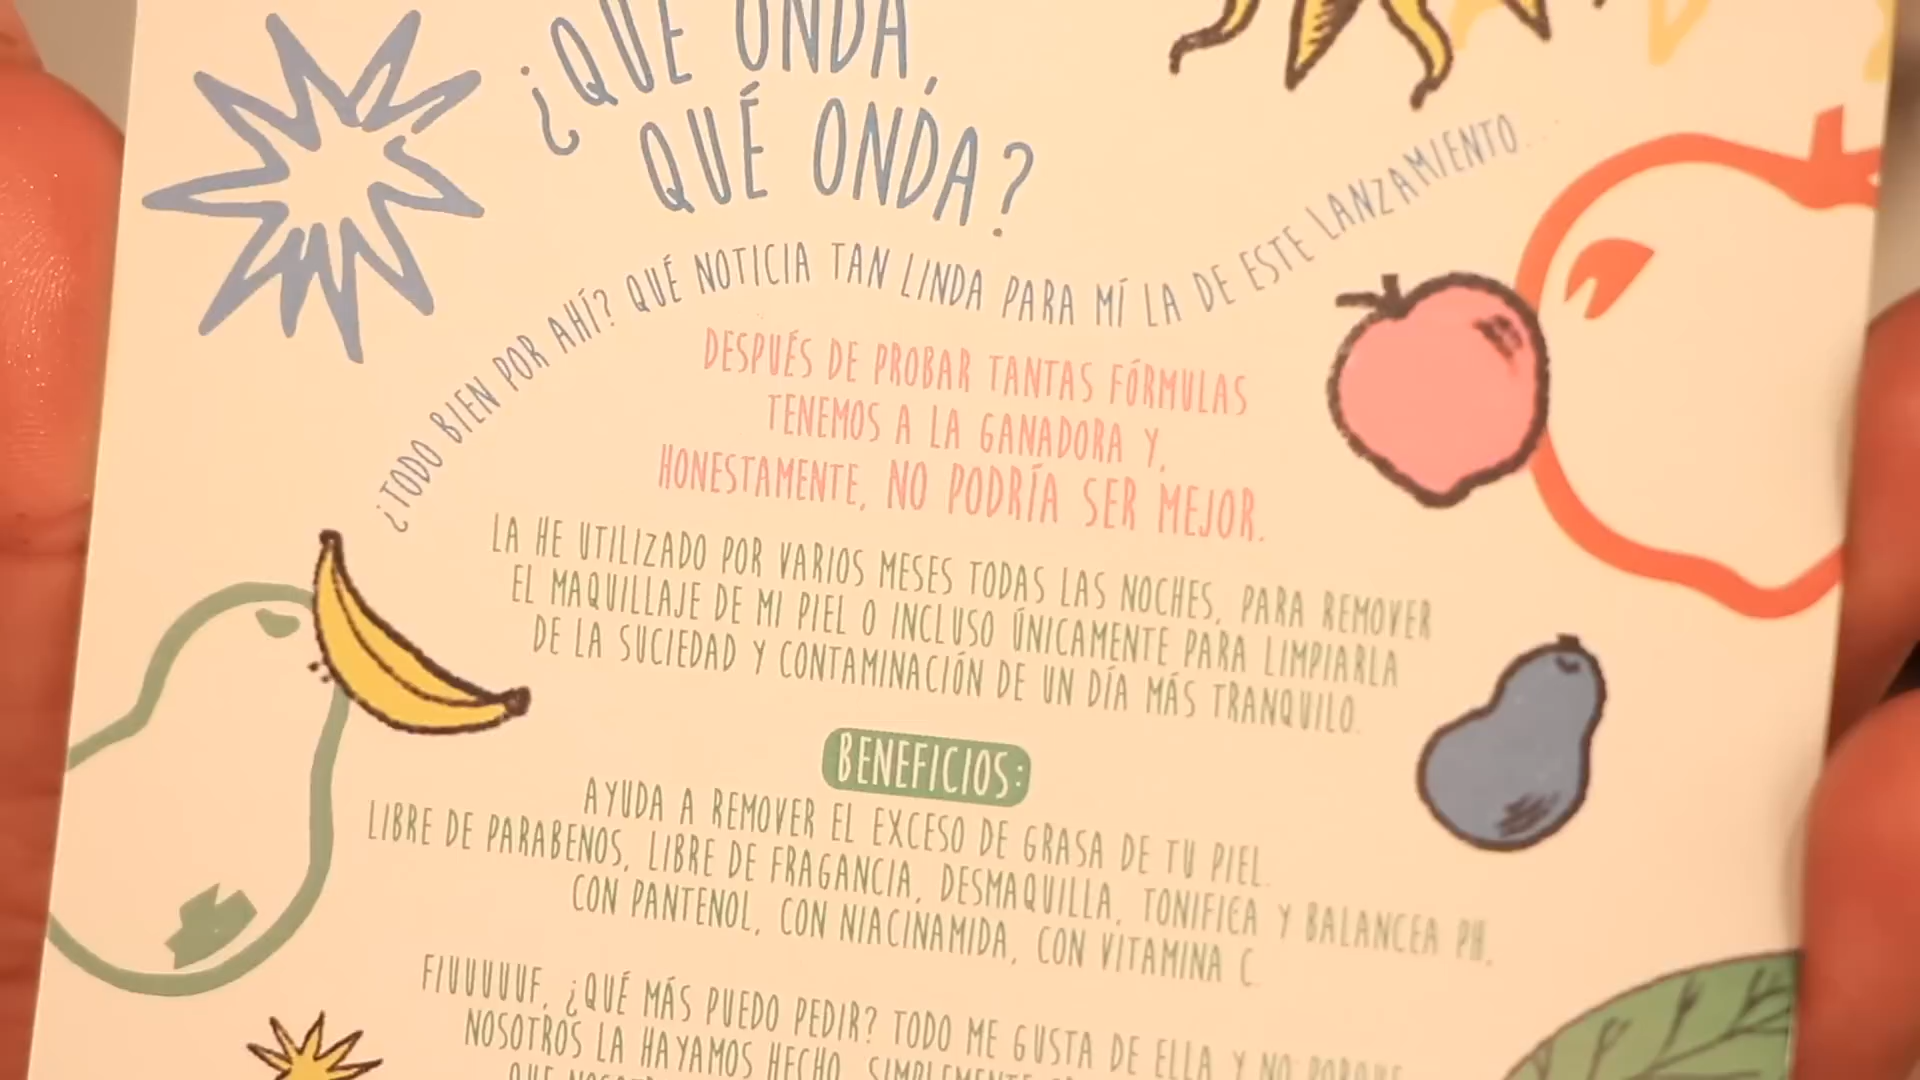 ¿QUÉ ONDA,
QUÉ ONDA?
¿TODO BIEN POR AHÍ? QUÉ NOTICIA TAN LINDA PARA MÍ LA DE ESTE LANZAMIENTO...
DESPUÉS DE PROBAR TANTAS FÓRMULAS
TENEMOS A LA GANADORA Y,
HONESTAMENTE, NO PODRÍA SER MEJOR.
LA HE UTILIZADO POR VARIOS MESES TODAS LAS NOCHES, PARA REMOVER
EL MAQUILLAJE DE MI PIEL O INCLUSO ÚNICAMENTE PARA LIMPIARLA
DE LA SUCIEDAD Y CONTAMINACIÓN DE UN DÍA MÁS TRANQUILO.
BENEFICIOS:
AYUDA A REMOVER EL EXCESO DE GRASA DE TU PIEL.
LIBRE DE PARABENOS, LIBRE DE FRAGANCIA, DESMAQUILLA, TONIFICA Y BALANCEA PH,
CON PANTENOL, CON NIACINAMIDA, CON VITAMINA C.
FIUUUUUF, ¿QUÉ MÁS PUEDO PEDIR? TODO ME GUSTA DE ELLA Y NO PORQUE
NOSOTROS LA HAYAMOS HECHO, SIMPLEMENTE
QUE